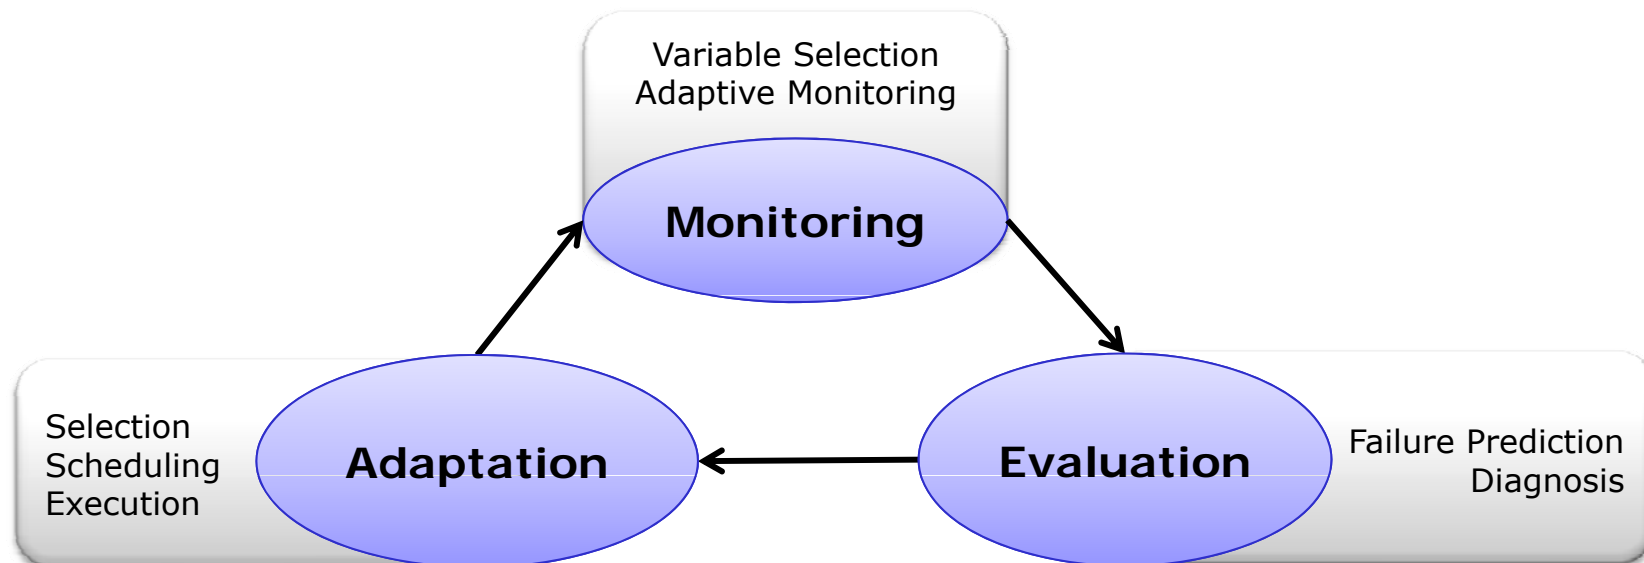 Variable Selection
Adaptive Monitoring
Monitoring
Selection
Scheduling
Execution
Adaptation
Evaluation
Failure Prediction
Diagnosis